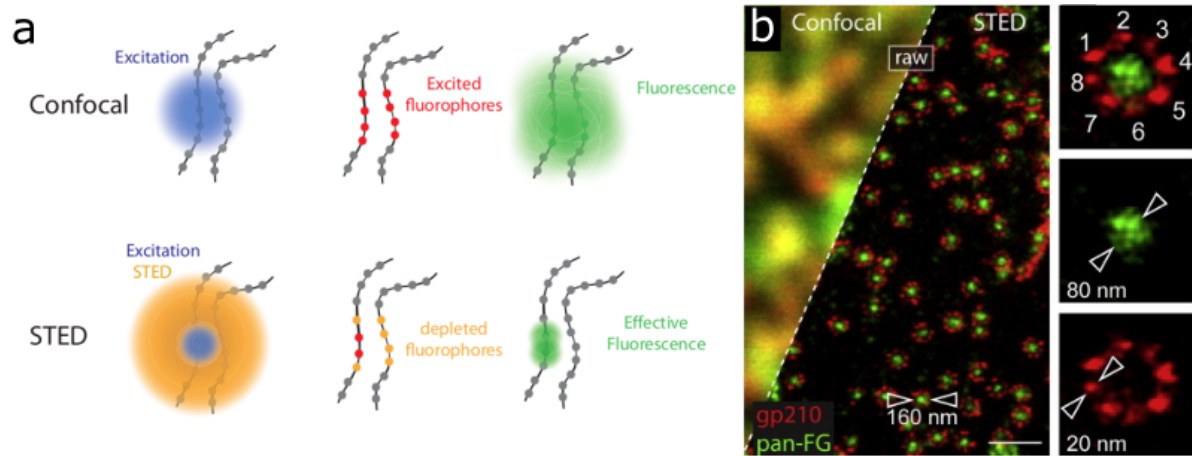 a
Confocal
Excitation
Excited
fluorophores
Fluorescence
STED
Excitation
STED
depleted
fluorophores
Effective
Fluorescence
b
Confocal
STED
raw
gp210
pan-FG
160 nm
1
2
3
4
5
6
7
8
80 nm
20 nm